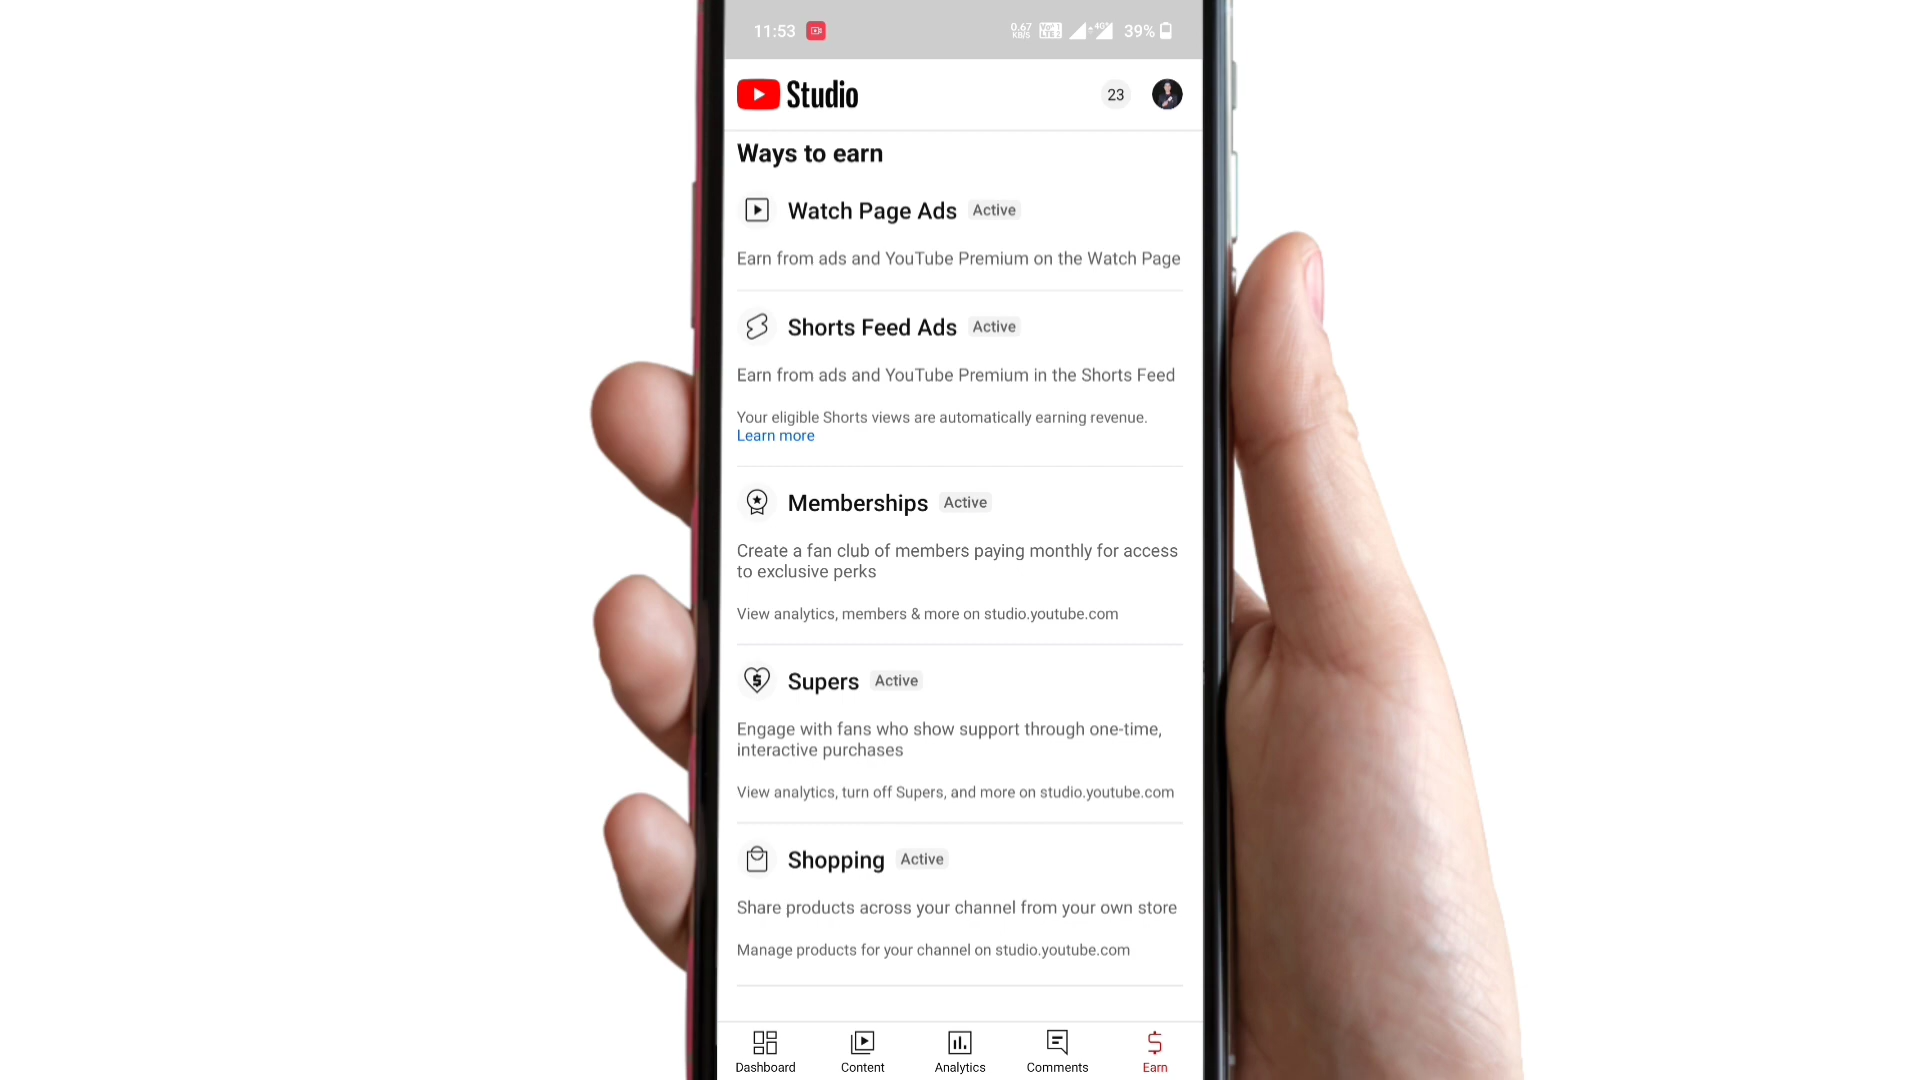 11:53 0.67 KB/S 4G 39%
Studio 23
Ways to earn
Watch Page Ads Active
Earn from ads and YouTube Premium on the Watch Page
Shorts Feed Ads Active
Earn from ads and YouTube Premium in the Shorts Feed
Your eligible Shorts views are automatically earning revenue.
Learn more
Memberships Active
Create a fan club of members paying monthly for access
to exclusive perks
View analytics, members & more on studio.youtube.com
Supers Active
Engage with fans who show support through one-time,
interactive purchases
View analytics, turn off Supers, and more on studio.youtube.com
Shopping Active
Share products across your channel from your own store
Manage products for your channel on studio.youtube.com
Dashboard Content Analytics Comments Earn